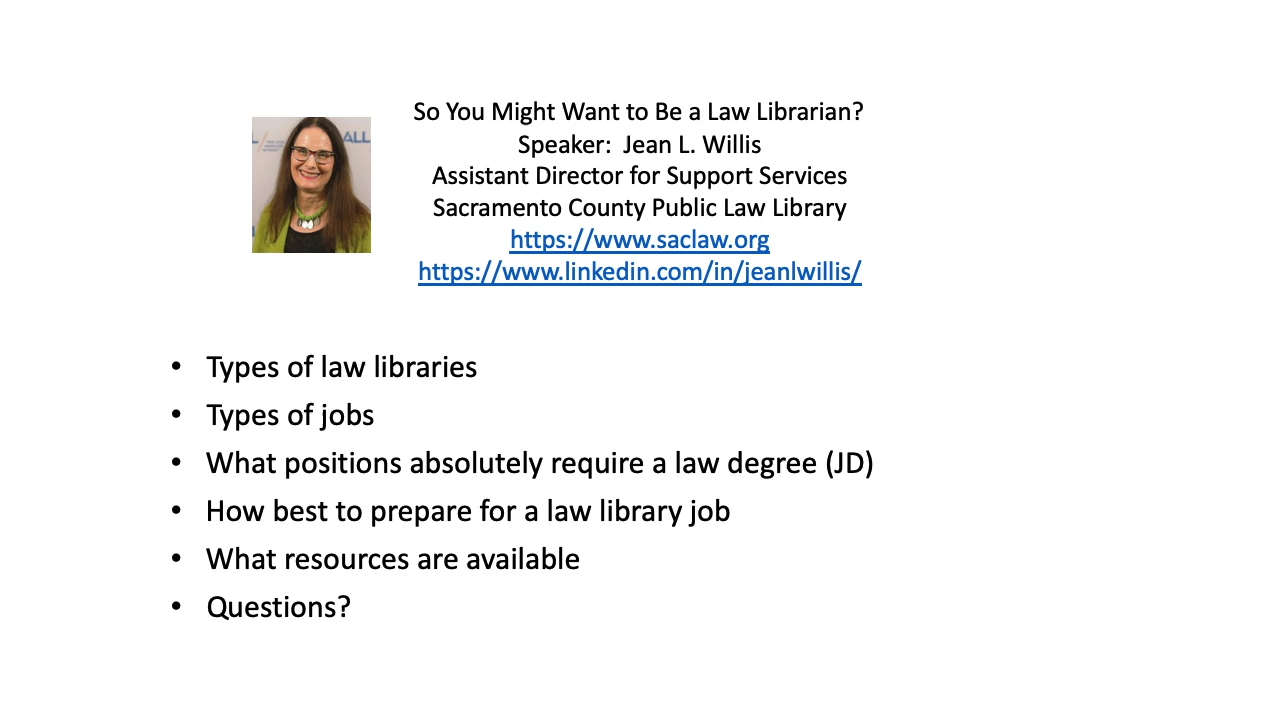 So You Might Want to Be a Law Librarian?
Speaker:  Jean L. Willis
Assistant Director for Support Services
Sacramento County Public Law Library
https://www.saclaw.org
https://www.linkedin.com/in/jeanlwillis/
ALL
• Types of law libraries
• Types of jobs
• What positions absolutely require a law degree (JD)
• How best to prepare for a law library job
• What resources are available
• Questions?